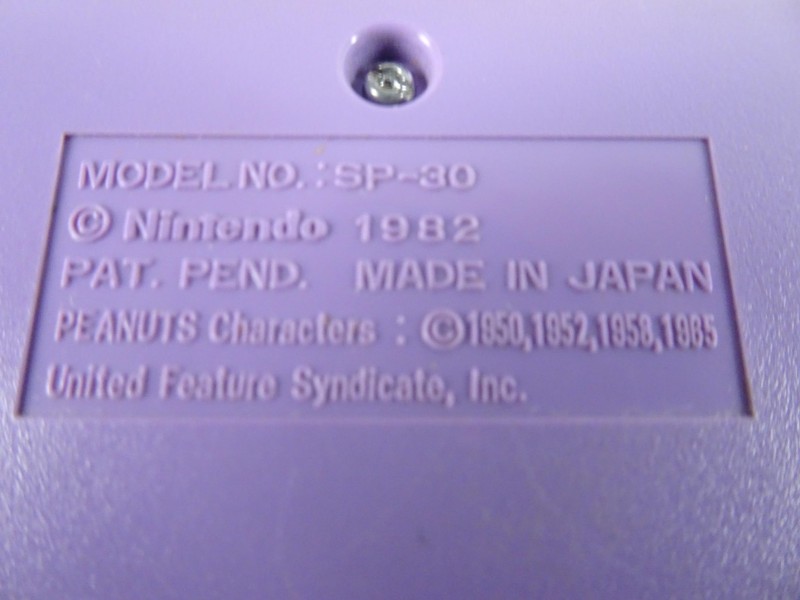 MODEL NO.: SP-30
© Nintendo 1982
PAT. PEND. MADE IN JAPAN
PEANUTS Characters : © 1950,1952,1958,1965
United Feature Syndicate, Inc.